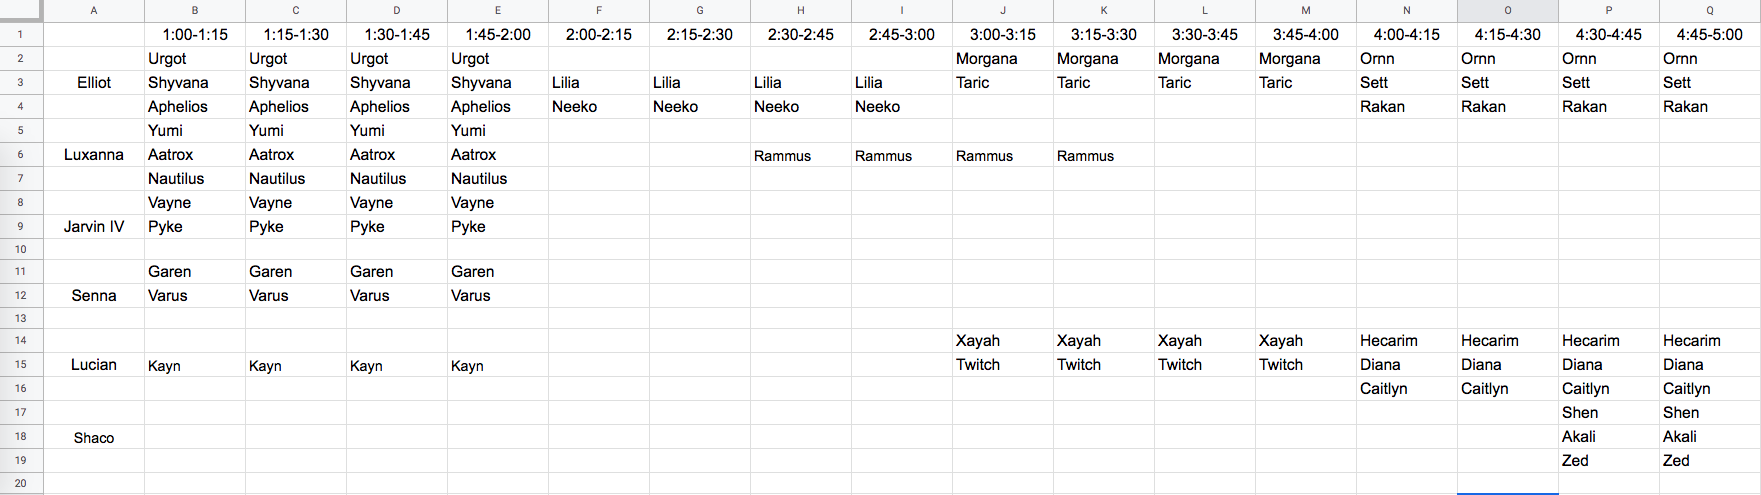 A B C D E F G H I J K L M N O P Q
1 1:00-1:15 1:15-1:30 1:30-1:45 1:45-2:00 2:00-2:15 2:15-2:30 2:30-2:45 2:45-3:00 3:00-3:15 3:15-3:30 3:30-3:45 3:45-4:00 4:00-4:15 4:15-4:30 4:30-4:45 4:45-5:00
2 Urgot Urgot Urgot Urgot Morgana Morgana Morgana Morgana Ornn Ornn Ornn Ornn
3 Elliot Shyvana Shyvana Shyvana Shyvana Lilia Lilia Lilia Lilia Taric Taric Taric Taric Sett Sett Sett Sett
4 Aphelios Aphelios Aphelios Aphelios Neeko Neeko Neeko Neeko Rakan Rakan Rakan Rakan
5 Yumi Yumi Yumi Yumi
6 Luxanna Aatrox Aatrox Aatrox Aatrox Rammus Rammus Rammus Rammus
7 Nautilus Nautilus Nautilus Nautilus
8 Vayne Vayne Vayne Vayne
9 Jarvin IV Pyke Pyke Pyke Pyke
10
11 Garen Garen Garen Garen
12 Senna Varus Varus Varus Varus
13
14 Xayah Xayah Xayah Xayah Hecarim Hecarim Hecarim Hecarim
15 Lucian Kayn Kayn Kayn Kayn Twitch Twitch Twitch Twitch Diana Diana Diana Diana
16 Caitlyn Caitlyn Caitlyn Caitlyn
17 Shen Shen
18 Shaco Akali Akali
19 Zed Zed
20